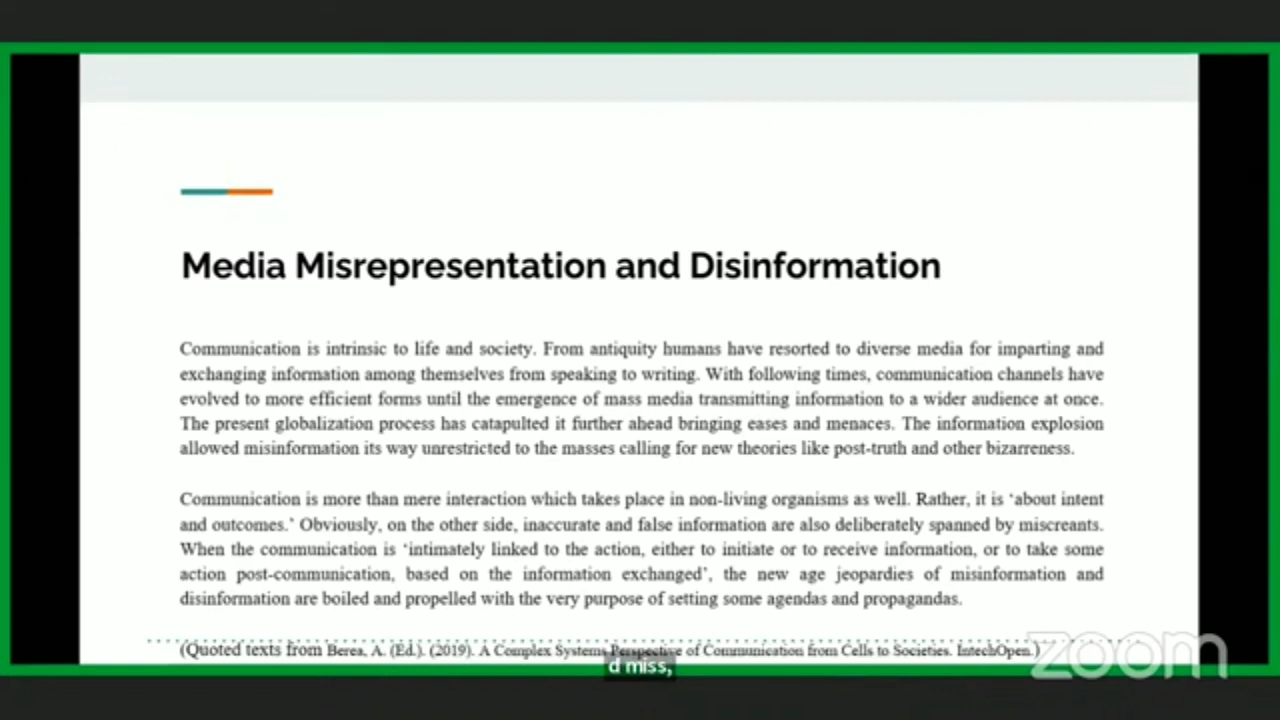 Media Misrepresentation and Disinformation
Communication is intrinsic to life and society. From antiquity humans have resorted to diverse media for imparting and
exchanging information among themselves from speaking to writing. With following times, communication channels have
evolved to more efficient forms until the emergence of mass media transmitting information to a wider audience at once.
The present globalization process has catapulted it further ahead bringing eases and menaces. The information explosion
allowed misinformation its way unrestricted to the masses calling for new theories like post-truth and other bizarreness.
Communication is more than mere interaction which takes place in non-living organisms as well. Rather, it is ‘about intent
and outcomes.’ Obviously, on the other side, inaccurate and false information are also deliberately spanned by miscreants.
When the communication is ‘intimately linked to the action, either to initiate or to receive information, or to take some
action post-communication, based on the information exchanged’, the new age jeopardies of misinformation and
disinformation are boiled and propelled with the very purpose of setting some agendas and propagandas.
(Quoted texts from Berea, A. (Ed.). (2019). A Complex Systems Perspective of Communication from Cells to Societies. IntechOpen.)
d miss,
zoom